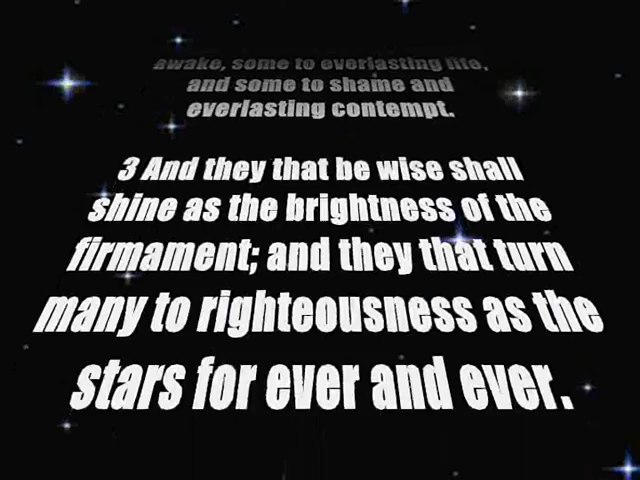 awake, some to everlasting life,
and some to shame and
everlasting contempt.
3 And they that be wise shall
shine as the brightness of the
firmament; and they that turn
many to righteousness as the
stars for ever and ever.